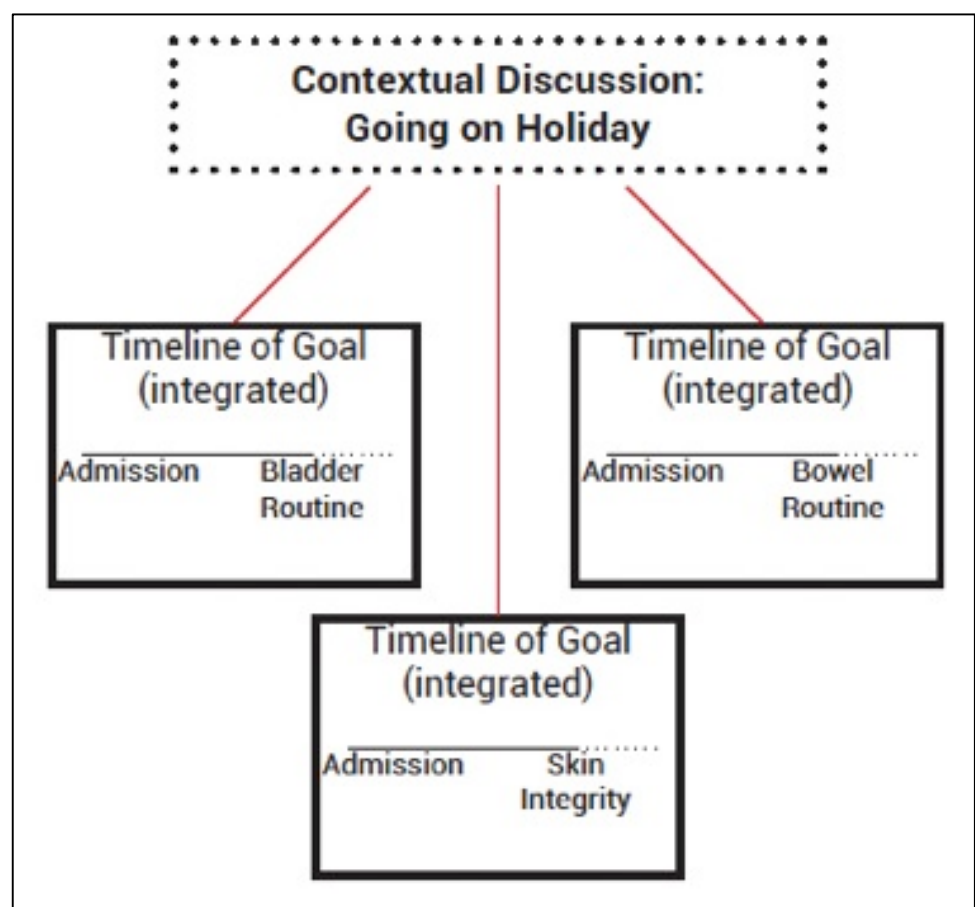 Contextual Discussion:
Going on Holiday
Timeline of Goal
(integrated)
Admission Bladder
Routine
Timeline of Goal
(integrated)
Admission Bowel
Routine
Timeline of Goal
(integrated)
Admission Skin
Integrity